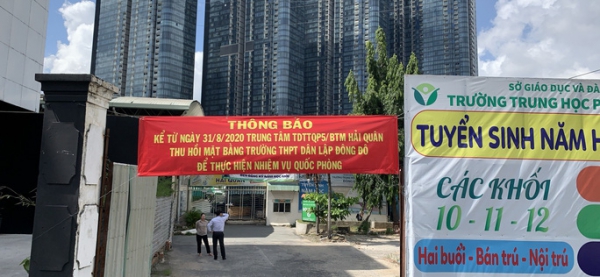 THÔNG BÁO
KỂ TỪ NGÀY 31/8/2020 TRUNG TÂM TDTTQPS/BTM HẢI QUÂN
THU HỒI MẶT BẰNG TRƯỜNG THPT DÂN LẬP ĐÔNG ĐÔ
ĐỂ THỰC HIỆN NHIỆM VỤ QUỐC PHÒNG
HẢI QUÂN
SỞ GIÁO DỤC VÀ ĐÀ
TRƯỜNG TRUNG HỌC P
TUYỂN SINH NĂM H
CÁC KHỐI
10 - 11 - 12
Hai buổi - Bán trú - Nội trú